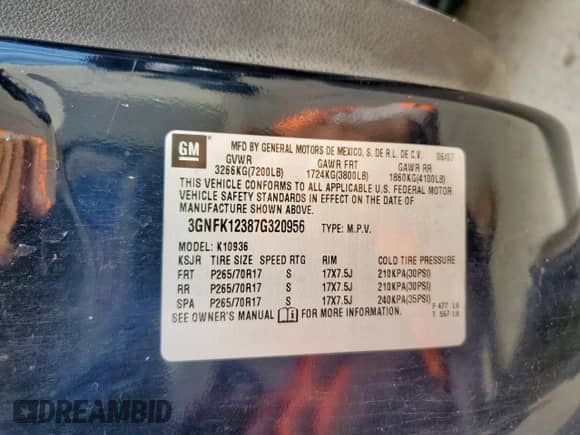 GM
MFD BY GENERAL MOTORS DE MEXICO, S. DE R.L. DE C.V. 06/07
GVWR GAWR FRT GAWR RR
3266KG(7200LB) 1724KG(3800LB) 1860KG(4100LB)
THIS VEHICLE CONFORMS TO ALL APPLICABLE U.S. FEDERAL MOTOR
VEHICLE SAFETY STANDARDS IN EFFECT ON THE DATE OF
MANUFACTURE SHOWN ABOVE.
3GNFK12387G320956 TYPE: M.P.V.
MODEL: K10936
KSJR TIRE SIZE SPEED RTG RIM COLD TIRE PRESSURE
FRT P265/70R17 S 17X7.5J 210KPA(30PSI)
RR P265/70R17 S 17X7.5J 210KPA(30PSI)
SPA P265/70R17 S 17X7.5J 240KPA(35PSI)
SEE OWNER'S MANUAL FOR MORE INFORMATION.
F 477 LB
T 567 LB
DREAMBID